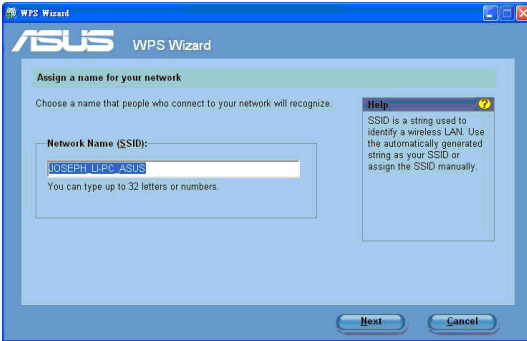 WPS Wizard
ASUS WPS Wizard
Assign a name for your network
Choose a name that people who connect to your network will recognize.
Network Name (SSID):
JOSEPH_LI-PC_ASUS
You can type up to 32 letters or numbers.
Help
SSID is a string used to
identify a wireless LAN. Use
the automatically generated
string as your SSID or
assign the SSID manually.
Next
Cancel